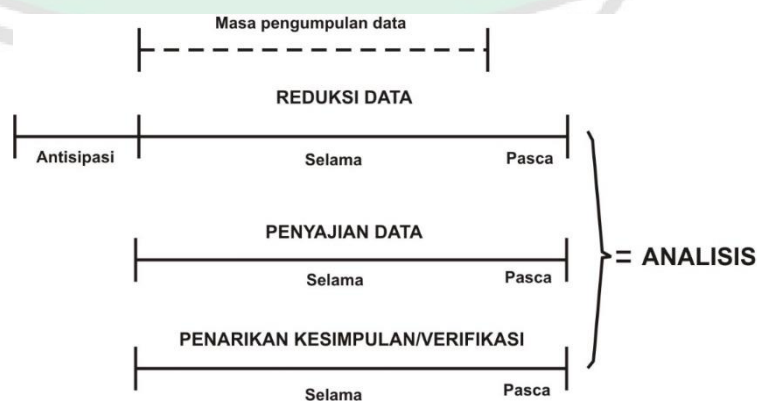 Masa pengumpulan data
REDUKSI DATA
Antisipasi Selama Pasca
PENYAJIAN DATA
Selama Pasca
= ANALISIS
PENARIKAN KESIMPULAN/VERIFIKASI
Selama Pasca